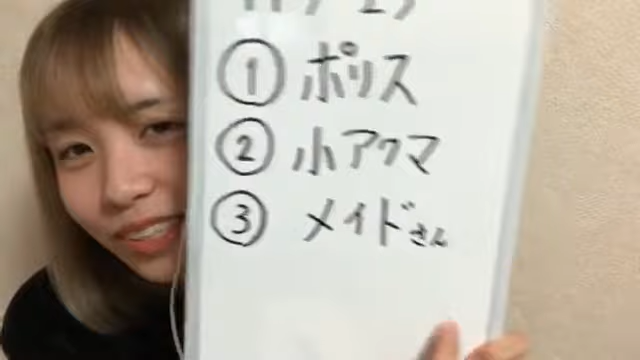 ① ポリス
② 小アクマ
③ メイドさん